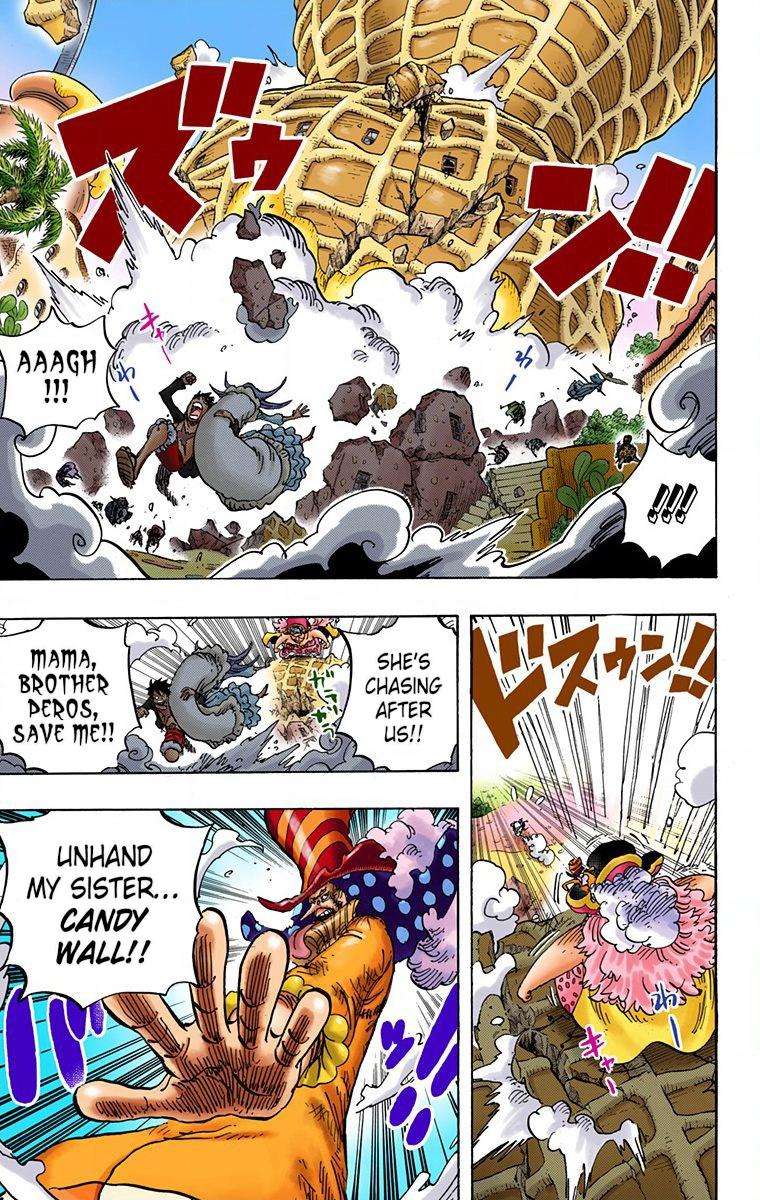 ズゥン!!
キャー
わー
わー
AAAGH
!!!
!!!
ドスゥン!!
わー
キャー
SHE'S
CHASING
AFTER
US!!
MAMA,
BROTHER
PEROS,
SAVE ME!!
UNHAND
MY SISTER...
CANDY
WALL!!